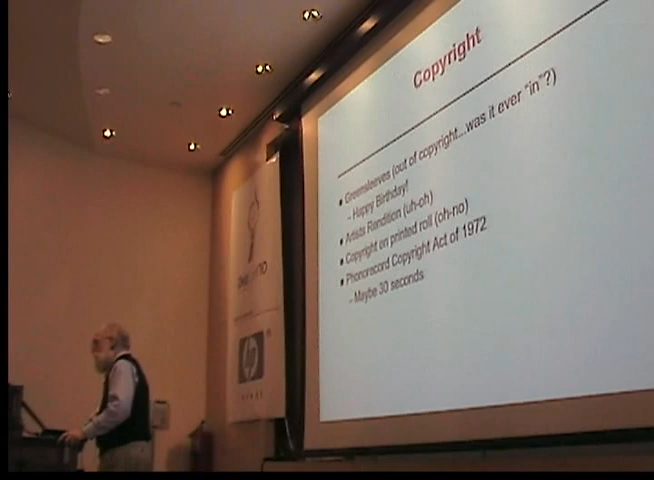 Copyright
• Greensleeves (out of copyright...was it ever "in"?)
– Happy Birthday!
• Artists Rendition (uh-oh)
• Copyright on printed roll (oh-no)
• Phonorecord Copyright Act of 1972
– Maybe 30 seconds
hp